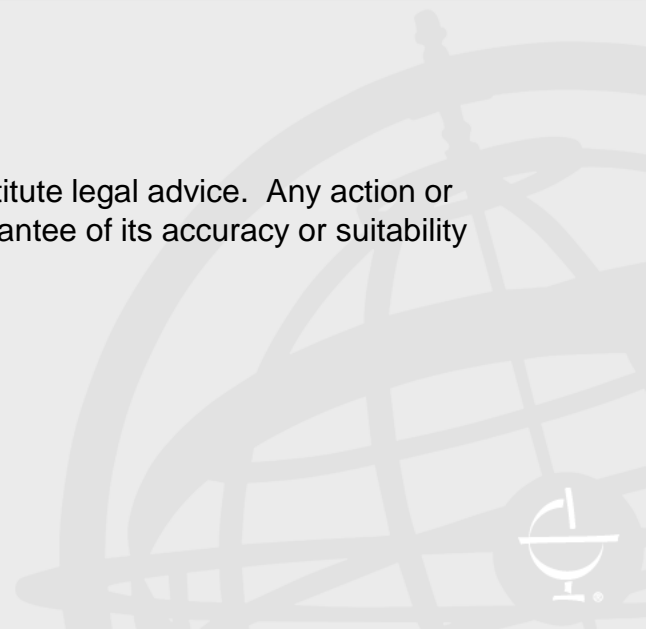 titute legal advice.  Any action or
antee of its accuracy or suitability
®